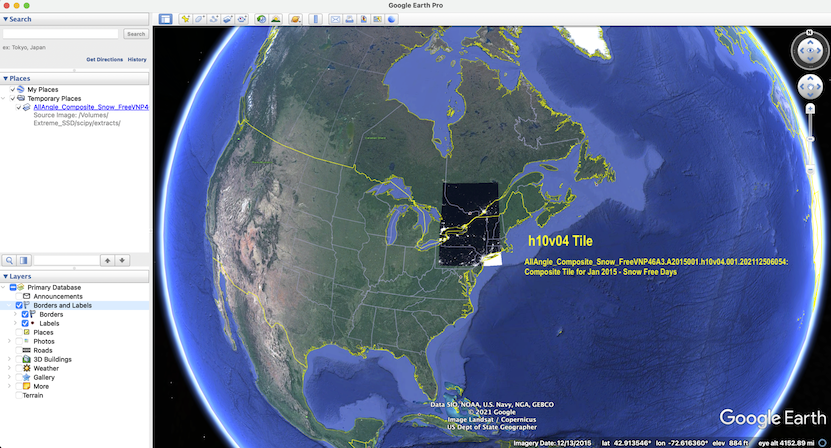 Google Earth Pro
Search
Search
ex: Tokyo, Japan
Get Directions
History
Places
My Places
Temporary Places
AllAngle_Composite_Snow_FreeVNP4
Source Image: /Volumes/
Extreme_SSD/scipy/extracts/
Layers
Primary Database
Announcements
Borders and Labels
Borders
Labels
Places
Photos
Roads
3D Buildings
Weather
Gallery
More
Terrain
N
h10v04 Tile
AllAngle_Composite_Snow_FreeVNP46A3.A2015001.h10v04.001.202112506054:
Composite Tile for Jan 2015 - Snow Free Days
Data SIO, NOAA, U.S. Navy, NGA, GEBCO
© 2021 Google
Image Landsat / Copernicus
US Dept of State Geographer
Google Earth
Imagery Date: 12/13/2015 lat 42.913546° lon -72.616360° elev 884 ft eye alt 4152.89 mi